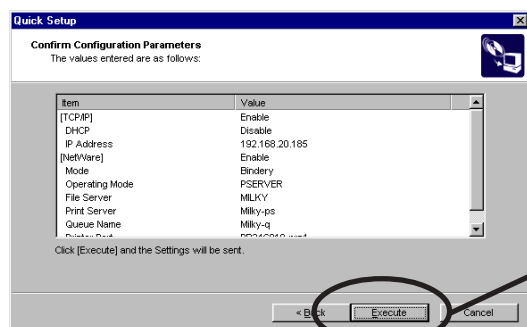 Quick Setup
Confirm Configuration Parameters
The values entered are as follows:
Item Value
[TCP/IP] Enable
DHCP Disable
IP Address 192.168.20.185
[NetWare] Enable
Mode Bindery
Operating Mode PSERVER
File Server MILKY
Print Server Milky-ps
Queue Name Milky-q
Click [Execute] and the Settings will be sent.
< Back Execute Cancel